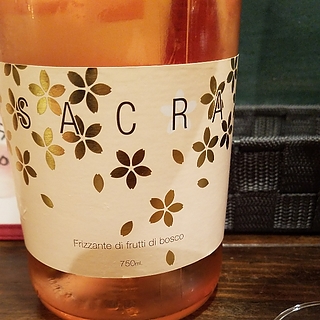 SACRA
Frizzante di frutti di bosco
750ml.